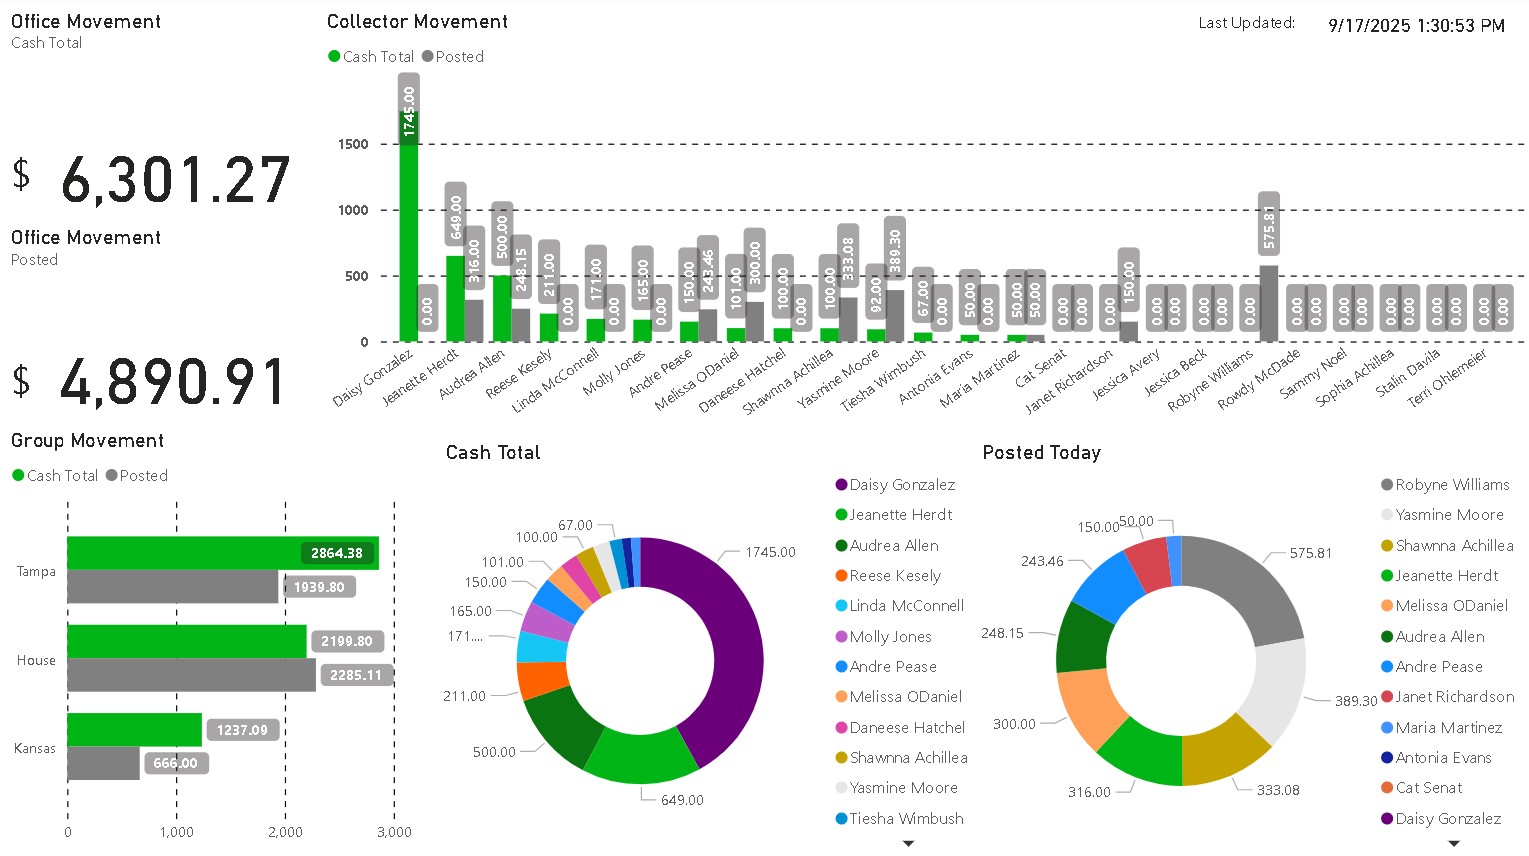 Office Movement
Cash Total
$ 6,301.27
Office Movement
Posted
$ 4,890.91
Collector Movement
Last Updated: 9/17/2025 1:30:53 PM
Cash Total Posted
1500
1000
500
0
1745.00 0.00 649.00 316.00 500.00 248.15 211.00 0.00 171.00 0.00 165.00 0.00 150.00 243.46 101.00 300.00 100.00 0.00 100.00 333.08 92.00 389.30 67.00 0.00 50.00 0.00 50.00 50.00 0.00 0.00 0.00 150.00 0.00 0.00 0.00 0.00 0.00 575.81 0.00 0.00 0.00 0.00 0.00 0.00 0.00 0.00 0.00 0.00
Daisy Gonzalez
Jeanette Herdt
Audrea Allen
Reese Kesely
Linda McConnell
Molly Jones
Andre Pease
Melissa ODaniel
Daneese Hatchel
Shawnna Achillea
Yasmine Moore
Tiesha Wimbush
Antonia Evans
Maria Martinez
Cat Senat
Janet Richardson
Jessica Avery
Jessica Beck
Robyne Williams
Rowdy McDade
Sammy Noel
Sophia Achillea
Stalin Davila
Terri Ohlemeier
Group Movement
Cash Total Posted
Tampa
2864.38
1939.80
House
2199.80
2285.11
Kansas
1237.09
666.00
0 1,000 2,000 3,000
Cash Total
1745.00
649.00
500.00
211.00
171....
165.00
150.00
101.00
100.00
67.00
Daisy Gonzalez
Jeanette Herdt
Audrea Allen
Reese Kesely
Linda McConnell
Molly Jones
Andre Pease
Melissa ODaniel
Daneese Hatchel
Shawnna Achillea
Yasmine Moore
Tiesha Wimbush
Posted Today
575.81
389.30
333.08
316.00
300.00
248.15
243.46
150.00
50.00
Robyne Williams
Yasmine Moore
Shawnna Achillea
Jeanette Herdt
Melissa ODaniel
Audrea Allen
Andre Pease
Janet Richardson
Maria Martinez
Antonia Evans
Cat Senat
Daisy Gonzalez